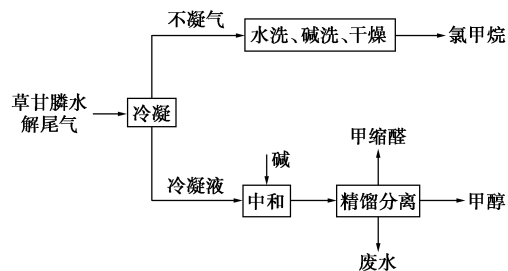 不凝气
水洗、碱洗、干燥
氯甲烷
草甘膦水
解尾气
冷凝
甲缩醛
碱
冷凝液
中和
精馏分离
甲醇
废水